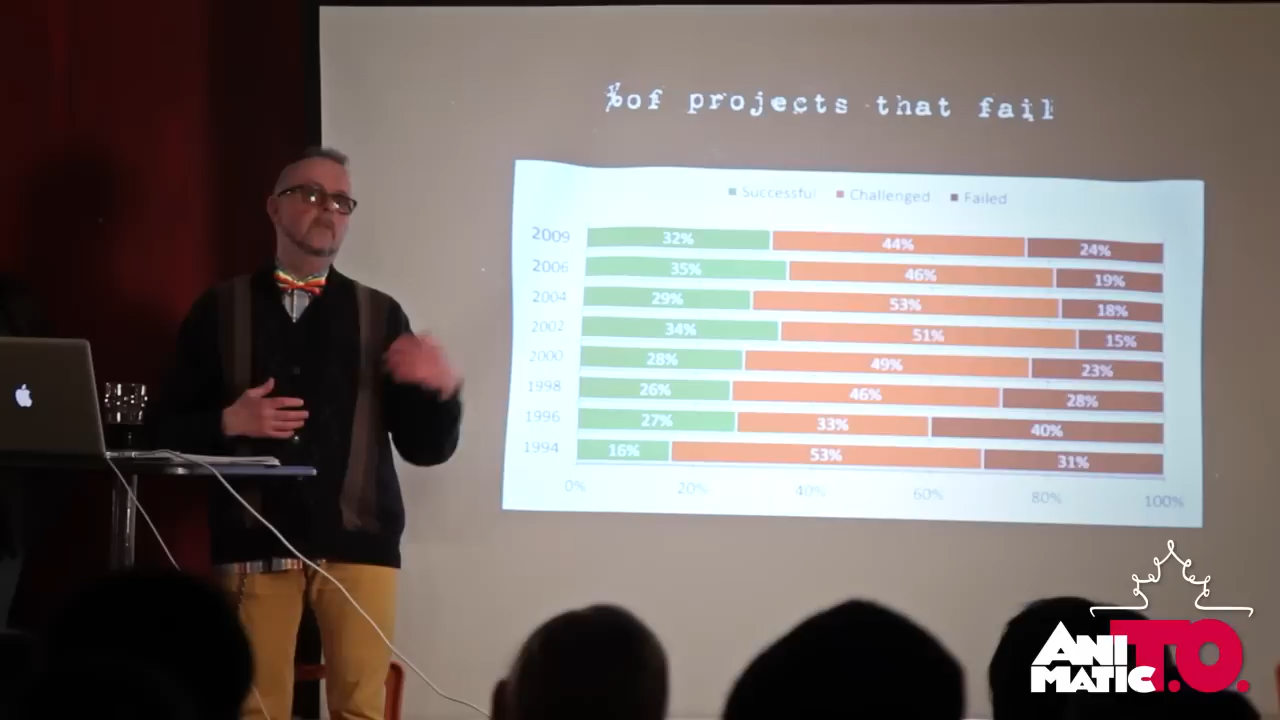 %of projects that fail
Successful Challenged Failed
2009 32% 44% 24%
2006 35% 46% 19%
2004 29% 53% 18%
2002 34% 51% 15%
2000 28% 49% 23%
1998 26% 46% 28%
1996 27% 33% 40%
1994 16% 53% 31%
0% 20% 40% 60% 80% 100%
ANI T.O.
MATIC